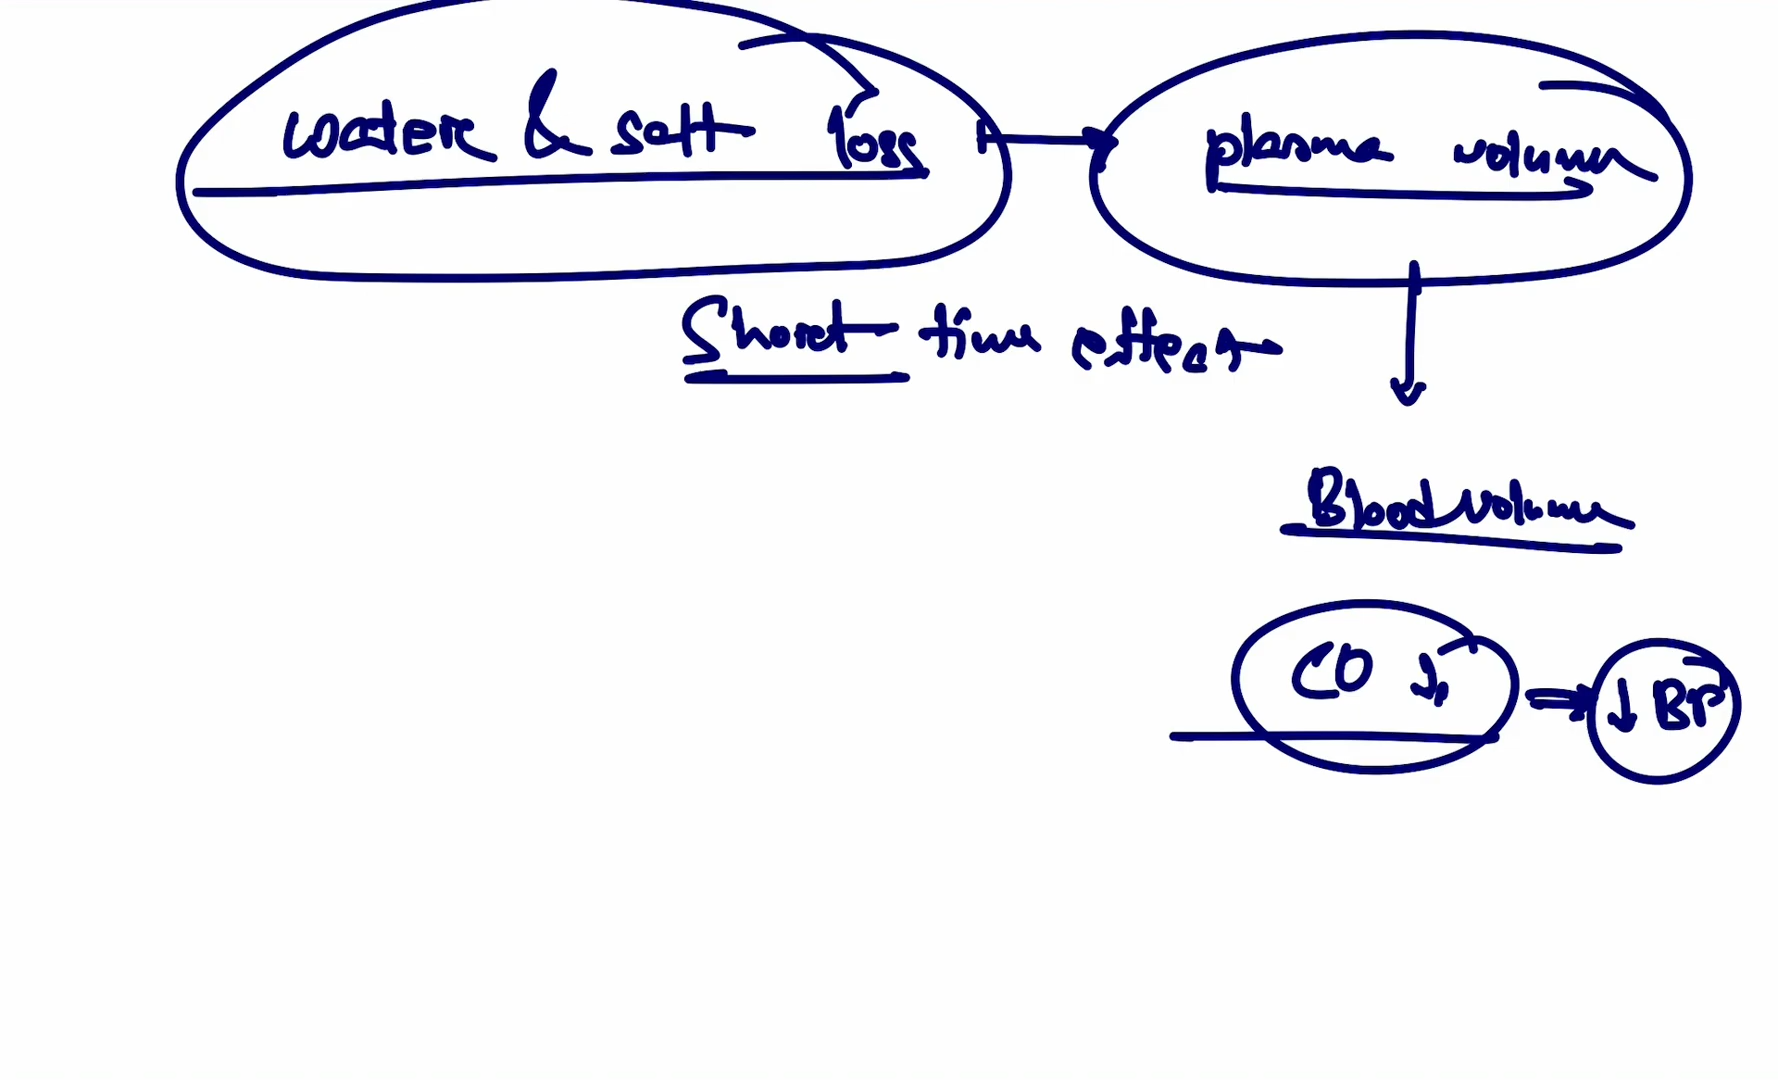 water & salt loss → plasma volume
Short time effect
↓
Blood volume
CO ↓ ⇒ ↓ BP